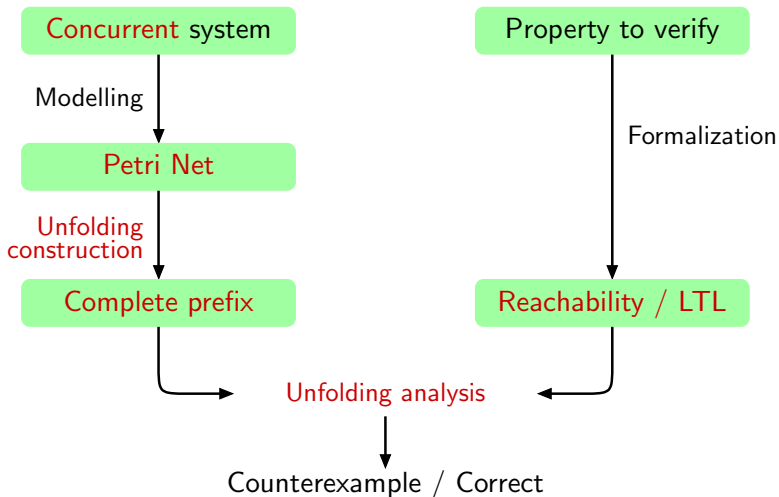 Concurrent system
Property to verify
Modelling
Formalization
Petri Net
Unfolding
construction
Complete prefix
Reachability / LTL
Unfolding analysis
Counterexample / Correct